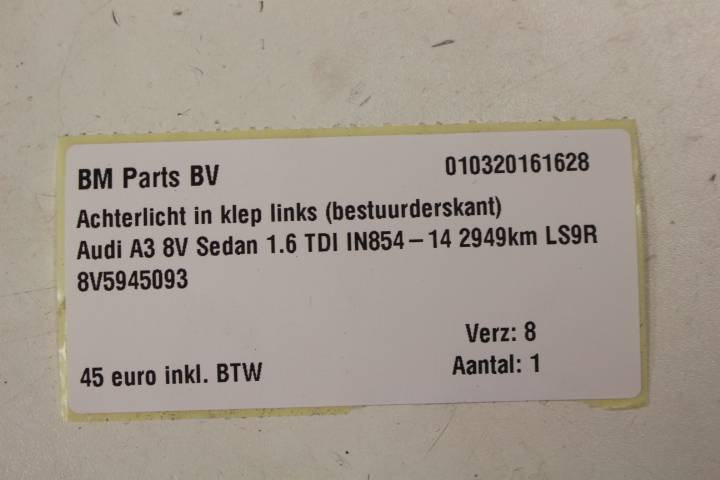 BM Parts BV 010320161628
Achterlicht in klep links (bestuurderskant)
Audi A3 8V Sedan 1.6 TDI IN854-14 2949km LS9R
8V5945093
Verz: 8
45 euro inkl. BTW Aantal: 1